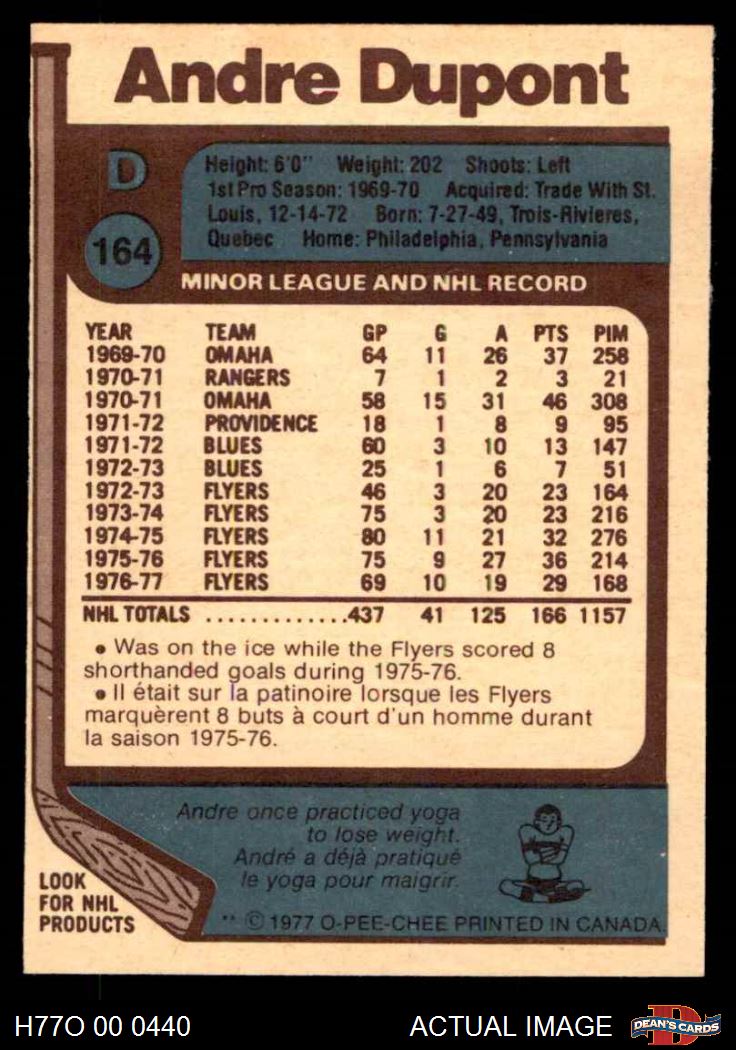 Andre Dupont
D
164
Height: 6'0" Weight: 202 Shoots: Left
1st Pro Season: 1969-70 Acquired: Trade With St.
Louis, 12-14-72 Born: 7-27-49, Trois-Rivieres,
Quebec Home: Philadelphia, Pennsylvania
MINOR LEAGUE AND NHL RECORD
YEAR TEAM GP G A PTS PIM
1969-70 OMAHA 64 11 26 37 258
1970-71 RANGERS 7 1 2 3 21
1970-71 OMAHA 58 15 31 46 308
1971-72 PROVIDENCE 18 1 8 9 95
1971-72 BLUES 60 3 10 13 147
1972-73 BLUES 25 1 6 7 51
1972-73 FLYERS 46 3 20 23 164
1973-74 FLYERS 75 3 20 23 216
1974-75 FLYERS 80 11 21 32 276
1975-76 FLYERS 75 9 27 36 214
1976-77 FLYERS 69 10 19 29 168
NHL TOTALS .............437 41 125 166 1157
• Was on the ice while the Flyers scored 8
shorthanded goals during 1975-76.
• Il était sur la patinoire lorsque les Flyers
marquèrent 8 buts à court d'un homme durant
la saison 1975-76.
Andre once practiced yoga
to lose weight.
André a déjà pratiqué
le yoga pour maigrir.
LOOK
FOR NHL
PRODUCTS
** © 1977 O-PEE-CHEE PRINTED IN CANADA.
H77O 00 0440
ACTUAL IMAGE
DEAN'S CARDS